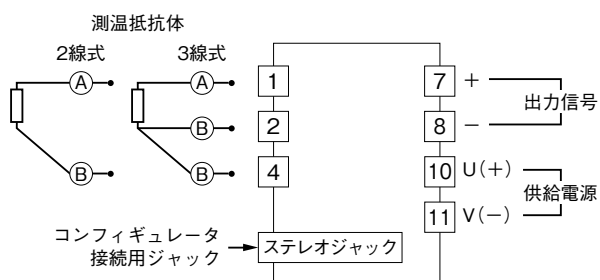 測温抵抗体
2線式
3線式
A
B
A
B
B
1
2
4
7
＋
8
－
出力信号
10
U(＋)
11
V(－)
供給電源
コンフィギュレータ
接続用ジャック
ステレオジャック